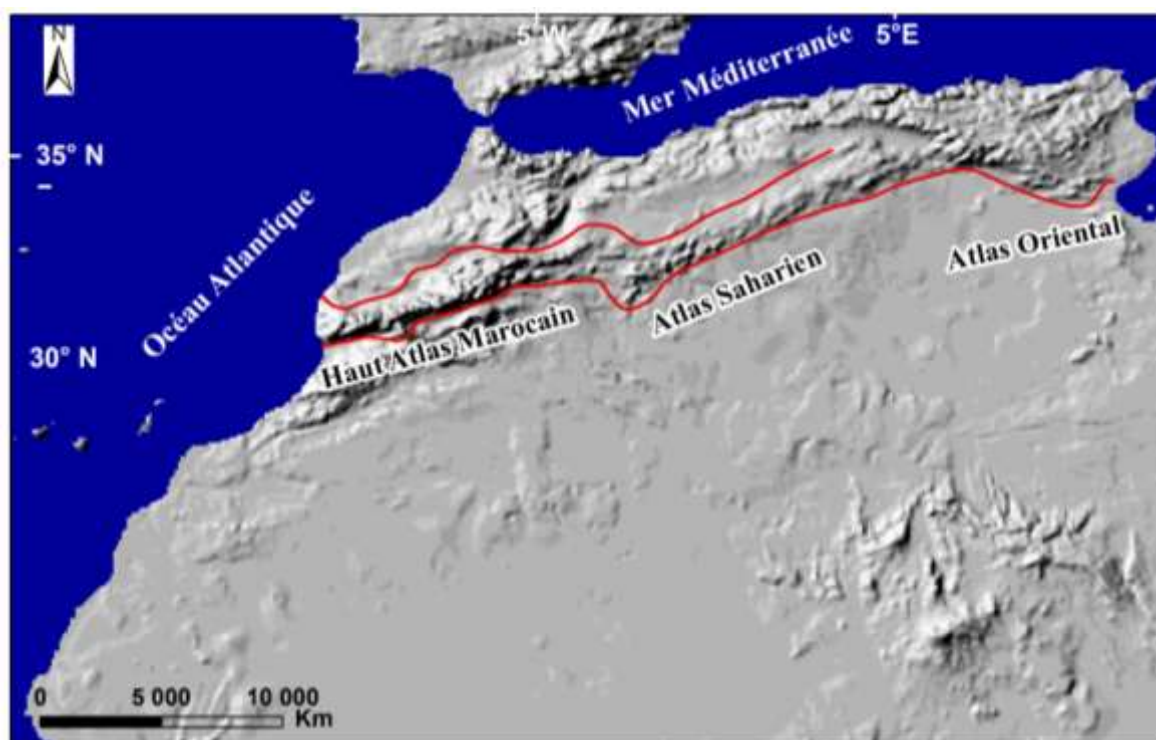 N
5°W
5°E
Mer Méditerranée
35° N
Océau Atlantique
Atlas Oriental
Atlas Saharien
30° N
Haut Atlas Marocain
0 5 000 10 000
Km